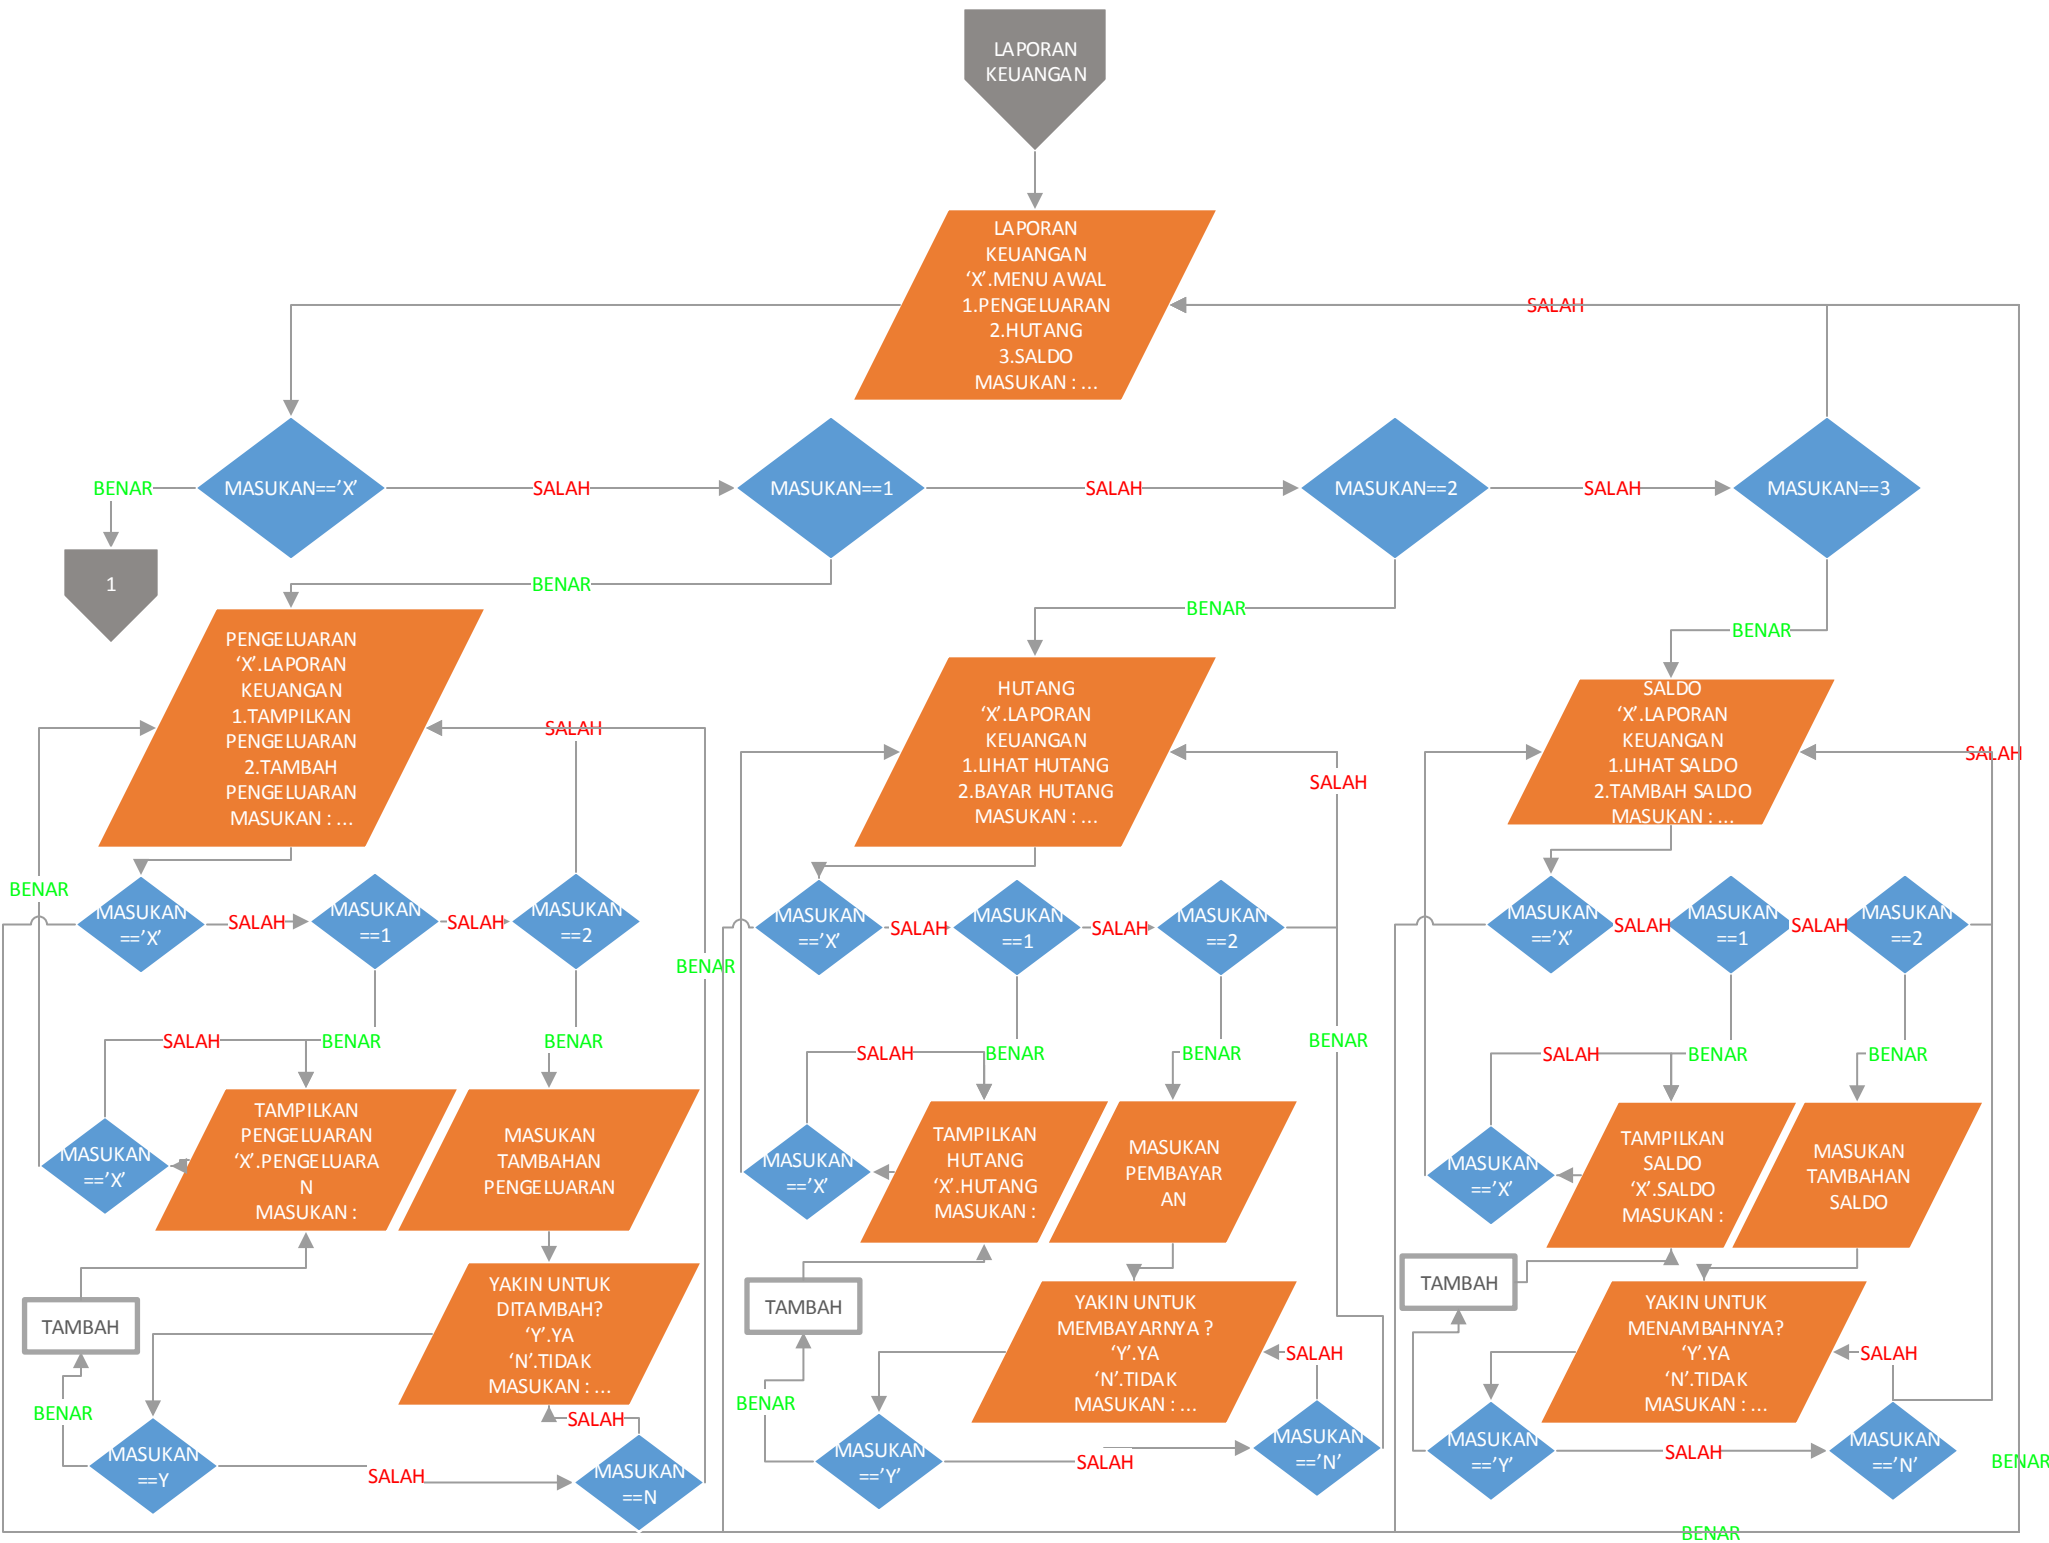 LAPORAN
KEUANGAN
LAPORAN
KEUANGAN
‘X’.MENU AWAL
1.PENGELUARAN
2.HUTANG
3.SALDO
MASUKAN : ...
SALAH
BENAR
MASUKAN==’X’
SALAH
MASUKAN==1
SALAH
MASUKAN==2
SALAH
MASUKAN==3
1
BENAR
BENAR
BENAR
PENGELUARAN
‘X’.LAPORAN
KEUANGAN
1.TAMPILKAN
PENGELUARAN
2.TAMBAH
PENGELUARAN
MASUKAN : ...
SALAH
HUTANG
‘X’.LAPORAN
KEUANGAN
1.LIHAT HUTANG
2.BAYAR HUTANG
MASUKAN : ...
SALAH
SALDO
‘X’.LAPORAN
KEUANGAN
1.LIHAT SALDO
2.TAMBAH SALDO
MASUKAN : ...
SALAH
BENAR
MASUKAN
==’X’
SALAH
MASUKAN
==1
SALAH
MASUKAN
==2
BENAR
MASUKAN
==’X’
SALAH
MASUKAN
==1
SALAH
MASUKAN
==2
MASUKAN
==’X’
SALAH
MASUKAN
==1
SALAH
MASUKAN
==2
SALAH
BENAR
BENAR
SALAH
BENAR
BENAR
BENAR
SALAH
BENAR
BENAR
MASUKAN
==’X’
TAMPILKAN
PENGELUARAN
‘X’.PENGELUARA
N
MASUKAN :
MASUKAN
TAMBAHAN
PENGELUARAN
MASUKAN
==’X’
TAMPILKAN
HUTANG
‘X’.HUTANG
MASUKAN :
MASUKAN
PEMBAYAR
AN
MASUKAN
==’X’
TAMPILKAN
SALDO
‘X’.SALDO
MASUKAN :
MASUKAN
TAMBAHAN
SALDO
TAMBAH
YAKIN UNTUK
DITAMBAH?
‘Y’.YA
‘N’.TIDAK
MASUKAN : ...
TAMBAH
YAKIN UNTUK
MEMBAYARNYA ?
‘Y’.YA
‘N’.TIDAK
MASUKAN : ...
SALAH
TAMBAH
YAKIN UNTUK
MENAMBAHNYA?
‘Y’.YA
‘N’.TIDAK
MASUKAN : ...
SALAH
BENAR
MASUKAN
==Y
SALAH
SALAH
MASUKAN
==N
BENAR
MASUKAN
==’Y’
SALAH
MASUKAN
==’N’
MASUKAN
==’Y’
SALAH
MASUKAN
==’N’
BENAR
BENAR